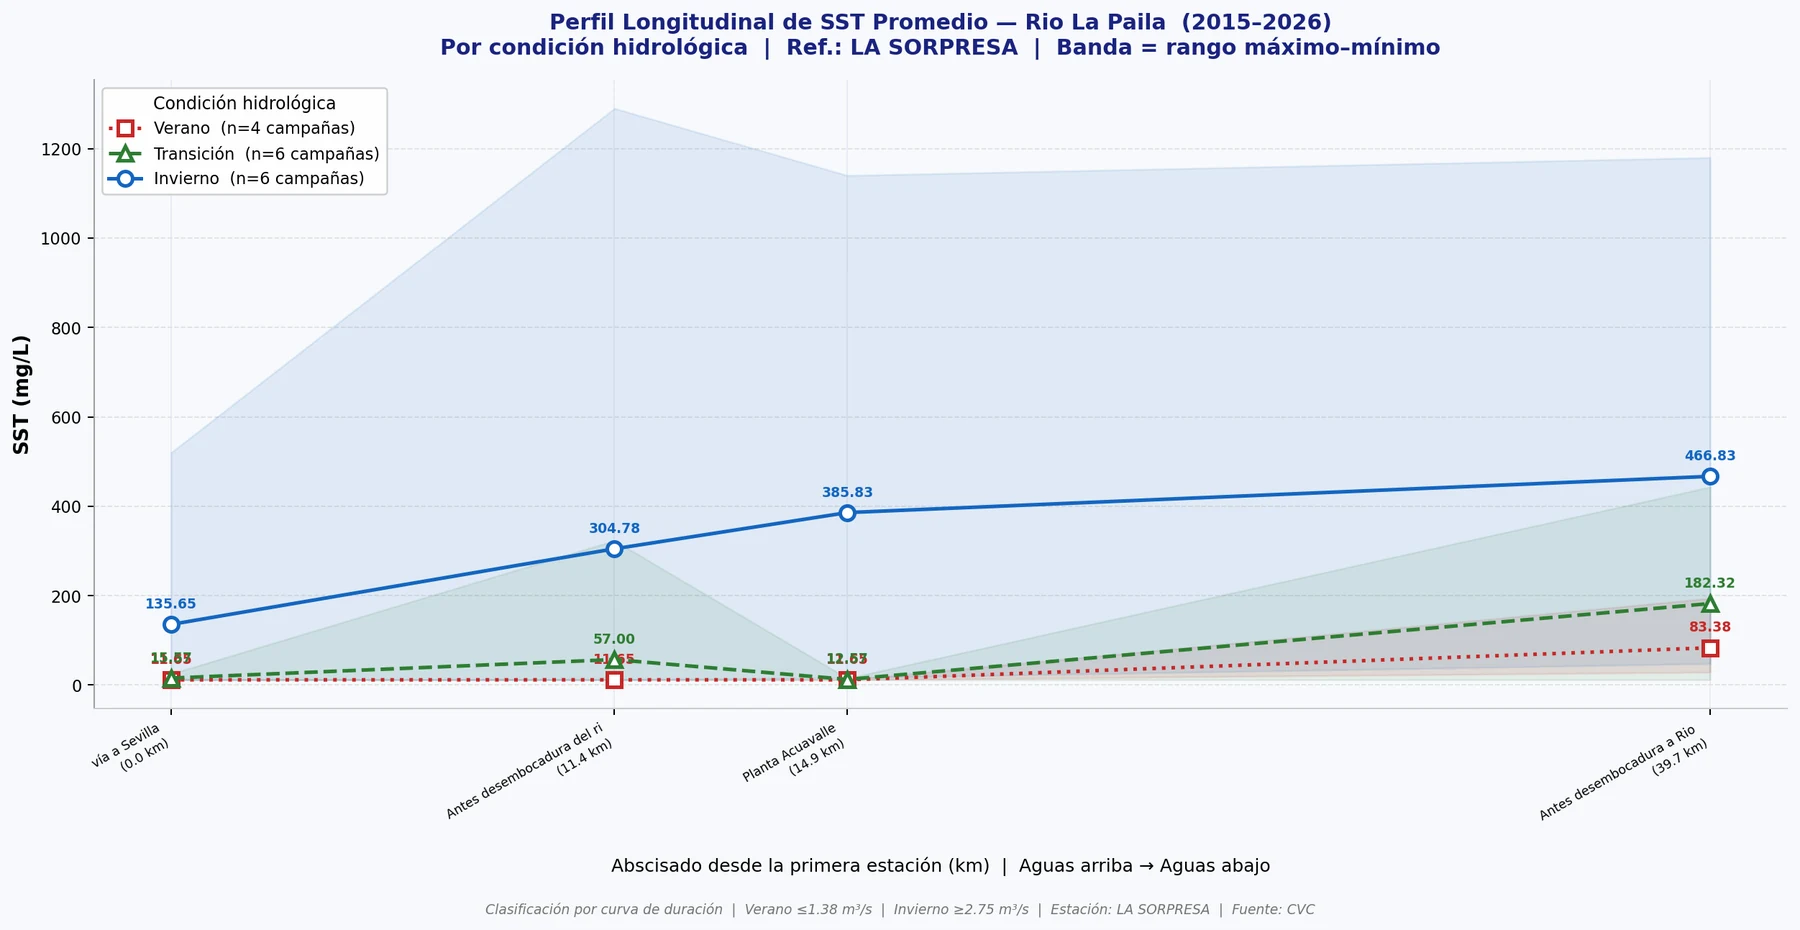 Perfil Longitudinal de SST Promedio — Rio La Paila  (2015–2026)
Por condición hidrológica  |  Ref.: LA SORPRESA  |  Banda = rango máximo–mínimo
SST (mg/L)
1200
1000
800
600
400
200
0
Condición hidrológica
Verano  (n=4 campañas)
Transición  (n=6 campañas)
Invierno  (n=6 campañas)
135.65
304.78
385.83
466.83
57.00
11.65
182.32
83.38
vía a Sevilla
(0.0 km)
Antes desembocadura del ri
(11.4 km)
Planta Acuavalle
(14.9 km)
Antes desembocadura a Rio
(39.7 km)
Abscisado desde la primera estación (km)  |  Aguas arriba → Aguas abajo
Clasificación por curva de duración  |  Verano ≤1.38 m³/s  |  Invierno ≥2.75 m³/s  |  Estación: LA SORPRESA  |  Fuente: CVC